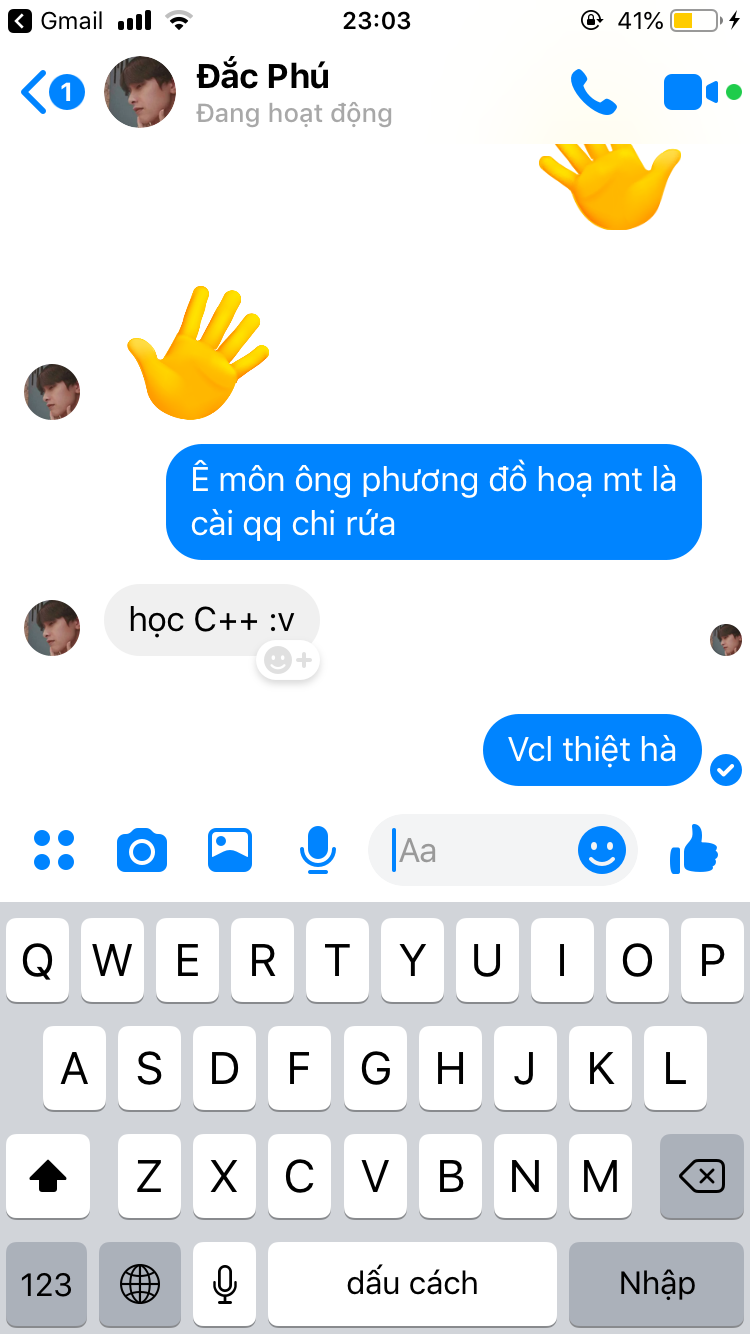 Gmail 23:03 41%
1 Đắc Phú
Đang hoạt động
Ê môn ông phương đồ hoạ mt là
cài qq chi rứa
học C++ :v
Vcl thiệt hà
Aa
Q W E R T Y U I O P
A S D F G H J K L
Z X C V B N M
123 dấu cách Nhập